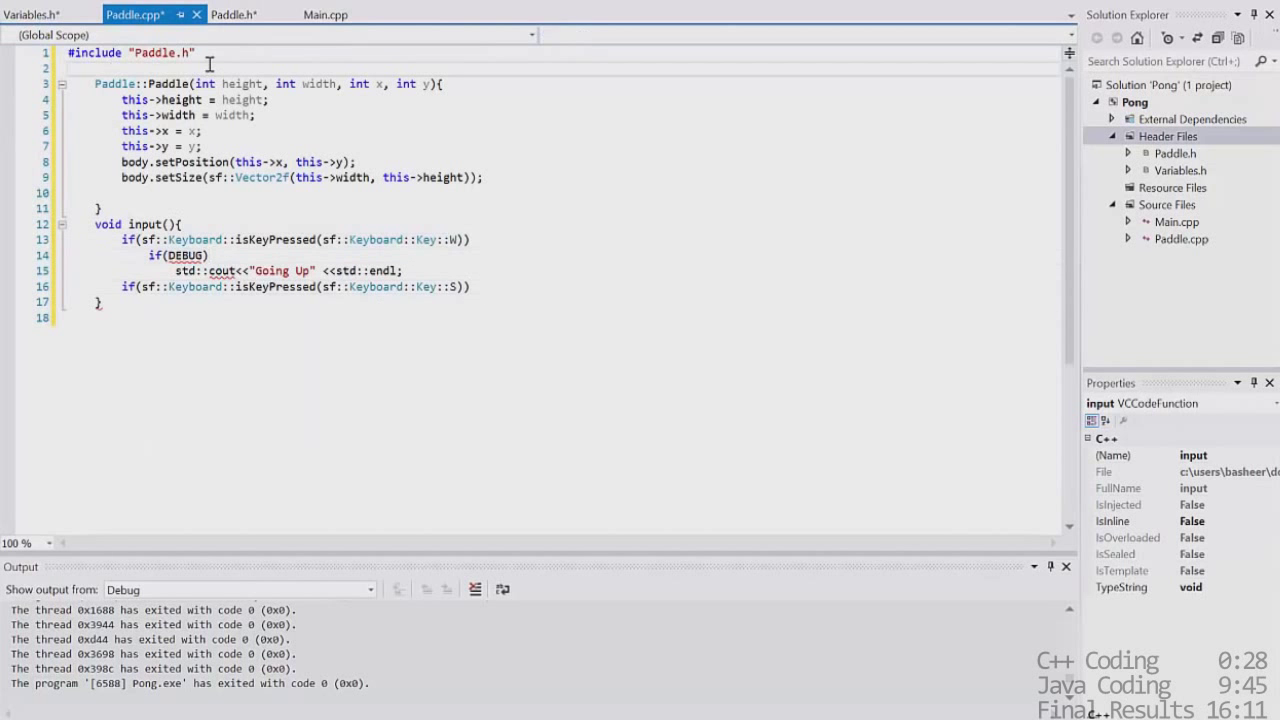 Variables.h*
Paddle.cpp*
Paddle.h*
Main.cpp
Solution Explorer
(Global Scope)
Search Solution Explorer (Ctrl+;)
1 #include "Paddle.h"
2
3 Paddle::Paddle(int height, int width, int x, int y){
4 this->height = height;
5 this->width = width;
6 this->x = x;
7 this->y = y;
8 body.setPosition(this->x, this->y);
9 body.setSize(sf::Vector2f(this->width, this->height));
10
11 }
12 void input(){
13 if(sf::Keyboard::isKeyPressed(sf::Keyboard::Key::W))
14 if(DEBUG)
15 std::cout<<"Going Up" <<std::endl;
16 if(sf::Keyboard::isKeyPressed(sf::Keyboard::Key::S))
17 }
18
100 %
Solution 'Pong' (1 project)
Pong
External Dependencies
Header Files
Paddle.h
Variables.h
Resource Files
Source Files
Main.cpp
Paddle.cpp
Properties
input VCCodeFunction
C++
(Name) input
File c:\users\basheer\do
FullName input
IsInjected False
IsInline False
IsOverloaded False
IsSealed False
IsTemplate False
TypeString void
Output
Show output from: Debug
The thread 0x1688 has exited with code 0 (0x0).
The thread 0x3944 has exited with code 0 (0x0).
The thread 0xd44 has exited with code 0 (0x0).
The thread 0x3698 has exited with code 0 (0x0).
The thread 0x398c has exited with code 0 (0x0).
The program '[6588] Pong.exe' has exited with code 0 (0x0).
C++ Coding 0:28
Java Coding 9:45
Final Results 16:11
C++